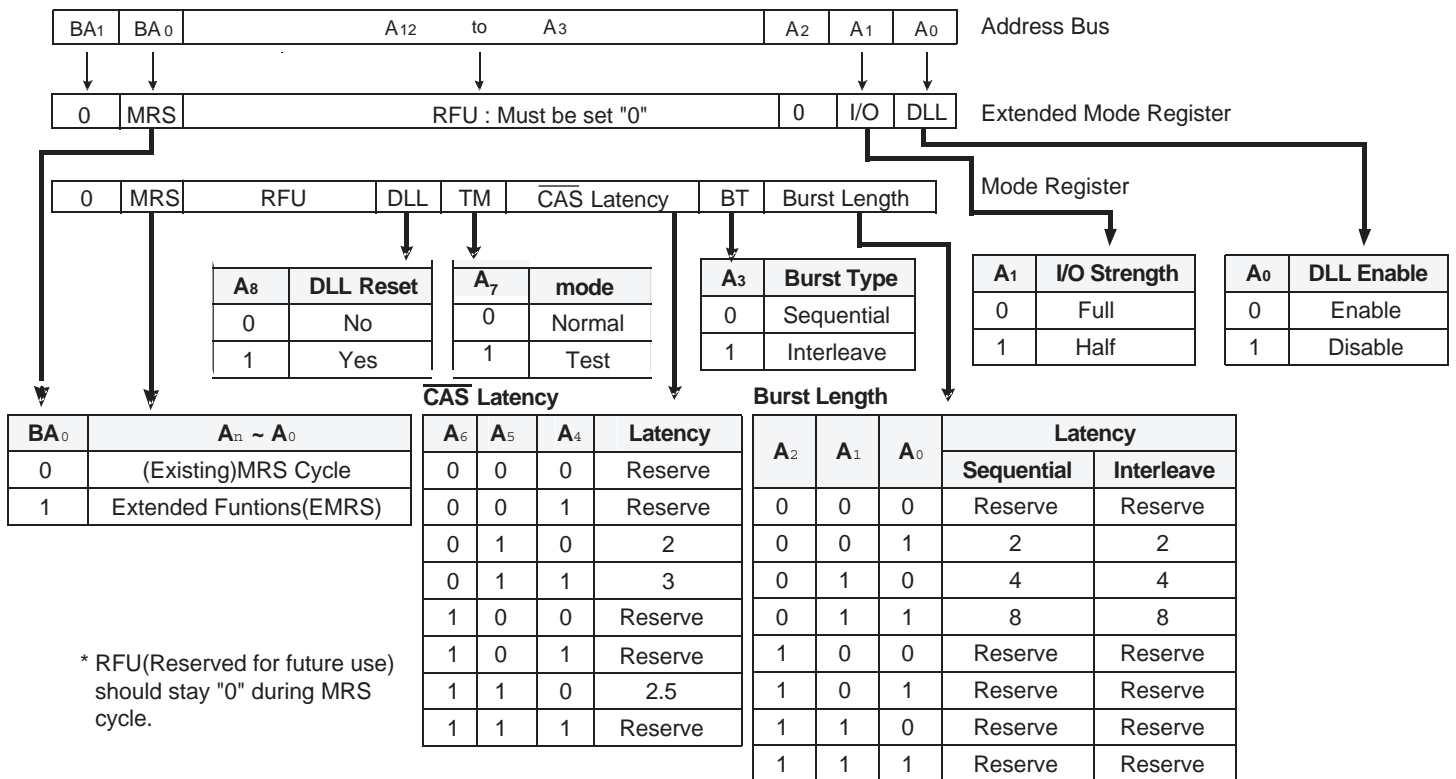 BA1 BA0 A12 to A3 A2 A1 A0 Address Bus
0 MRS RFU : Must be set "0" 0 I/O DLL Extended Mode Register
0 MRS RFU DLL TM CAS Latency BT Burst Length Mode Register
A8 DLL Reset
0 No
1 Yes
A7 mode
0 Normal
1 Test
A3 Burst Type
0 Sequential
1 Interleave
A1 I/O Strength
0 Full
1 Half
A0 DLL Enable
0 Enable
1 Disable
BA0 An ~ A0
0 (Existing)MRS Cycle
1 Extended Funtions(EMRS)
* RFU(Reserved for future use)
should stay "0" during MRS
cycle.
CAS Latency
A6 A5 A4 Latency
0 0 0 Reserve
0 0 1 Reserve
0 1 0 2
0 1 1 3
1 0 0 Reserve
1 0 1 Reserve
1 1 0 2.5
1 1 1 Reserve
Burst Length
A2 A1 A0 Latency
Sequential Interleave
0 0 0 Reserve Reserve
0 0 1 2 2
0 1 0 4 4
0 1 1 8 8
1 0 0 Reserve Reserve
1 0 1 Reserve Reserve
1 1 0 Reserve Reserve
1 1 1 Reserve Reserve